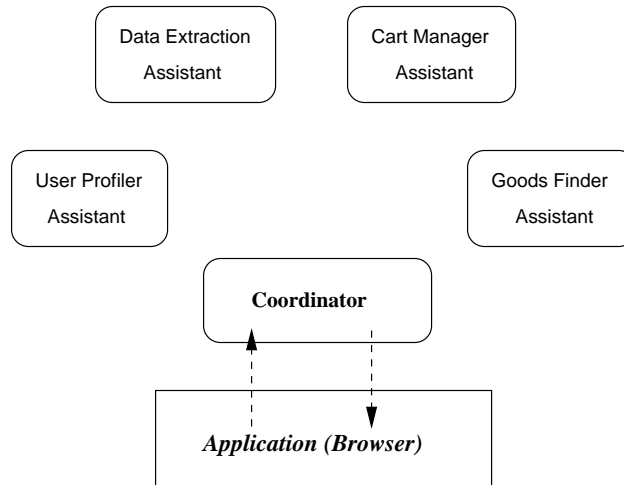 Data Extraction
Assistant
Cart Manager
Assistant
User Profiler
Assistant
Goods Finder
Assistant
Coordinator
Application (Browser)